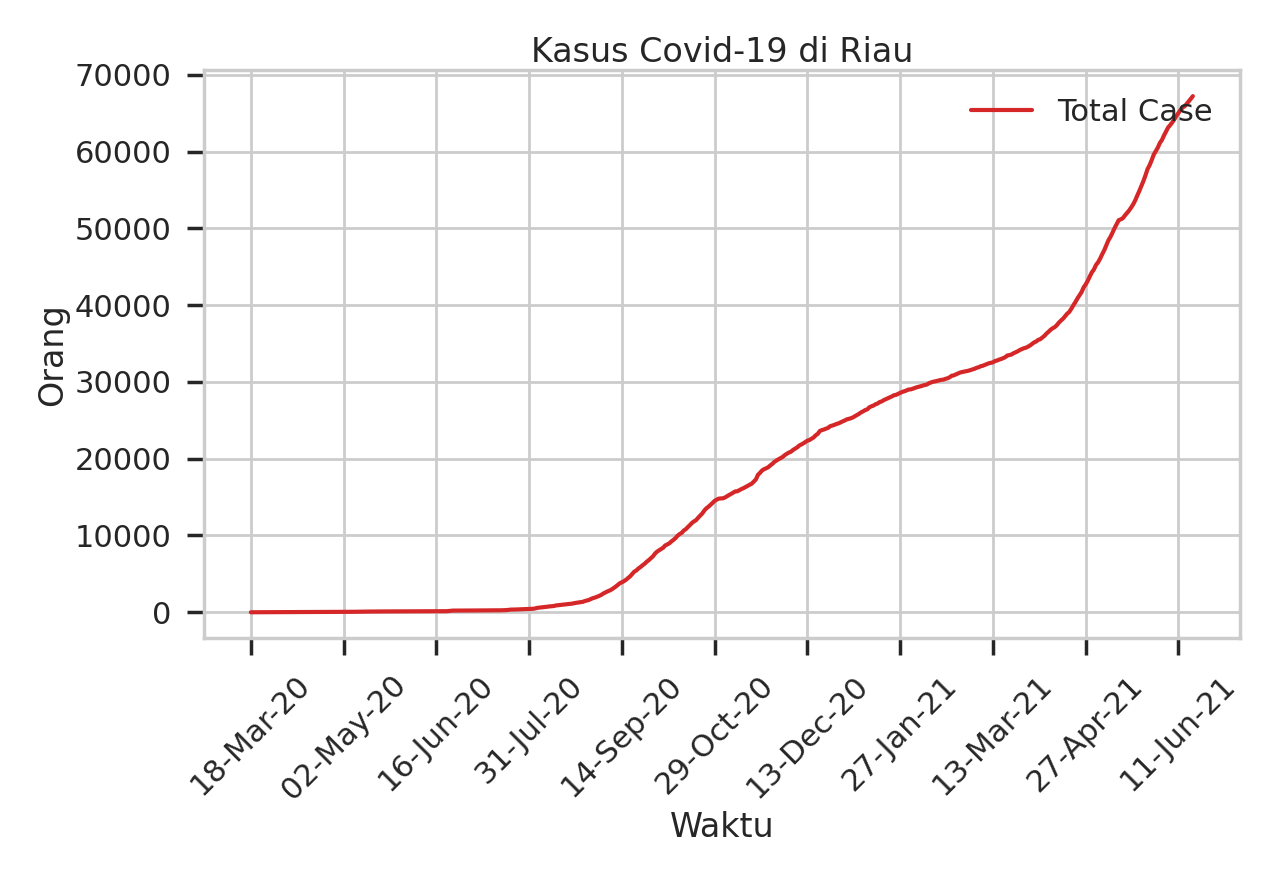 Kasus Covid-19 di Riau
70000
60000
50000
40000
30000
20000
10000
0
Orang
Total Case
18-Mar-20
02-May-20
16-Jun-20
31-Jul-20
14-Sep-20
29-Oct-20
13-Dec-20
27-Jan-21
13-Mar-21
27-Apr-21
11-Jun-21
Waktu